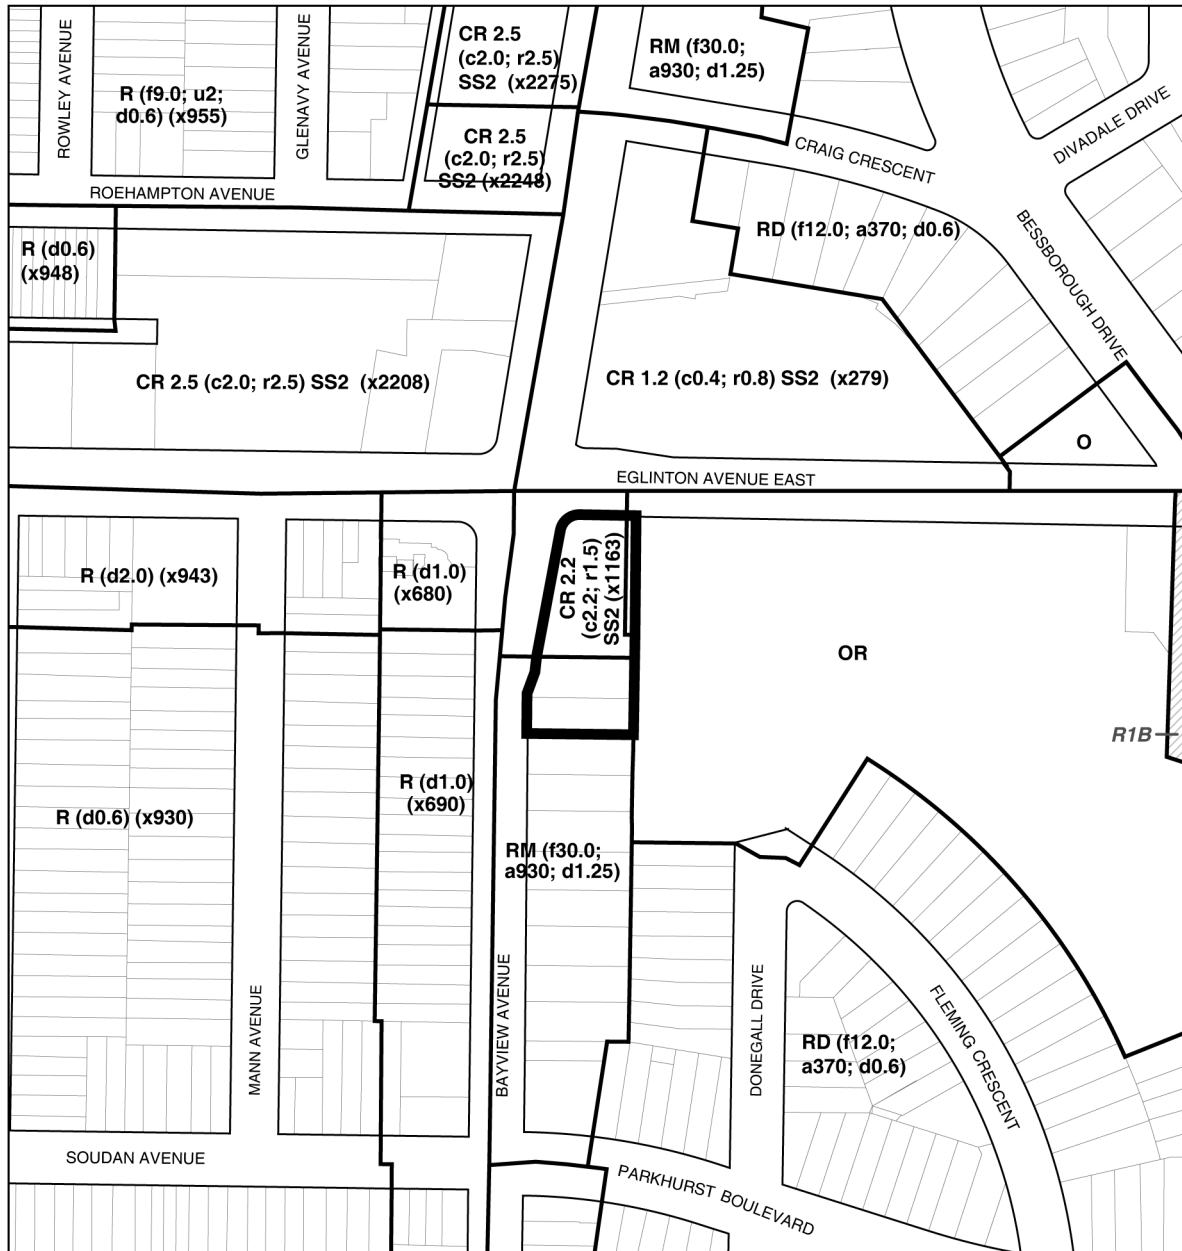 ROWLEY AVENUE
GLENAVY AVENUE
R (f9.0; u2;
d0.6) (x955)
CR 2.5
(c2.0; r2.5)
SS2 (x2275)
RM (f30.0;
a930; d1.25)
CR 2.5
(c2.0; r2.5)
SS2 (x2248)
CRAIG CRESCENT
DIVADALE DRIVE
ROEHAMPTON AVENUE
R (d0.6)
(x948)
RD (f12.0; a370; d0.6)
BESSBOROUGH DRIVE
CR 2.5 (c2.0; r2.5) SS2 (x2208)
CR 1.2 (c0.4; r0.8) SS2 (x279)
O
EGLINTON AVENUE EAST
R (d2.0) (x943)
R (d1.0)
(x680)
CR 2.2
(c2.2; r1.5)
SS2 (x1163)
OR
R1B
R (d0.6) (x930)
R (d1.0)
(x690)
RM (f30.0;
a930; d1.25)
MANN AVENUE
BAYVIEW AVENUE
DONEGALL DRIVE
FLEMING CRESCENT
RD (f12.0;
a370; d0.6)
SOUDAN AVENUE
PARKHURST BOULEVARD